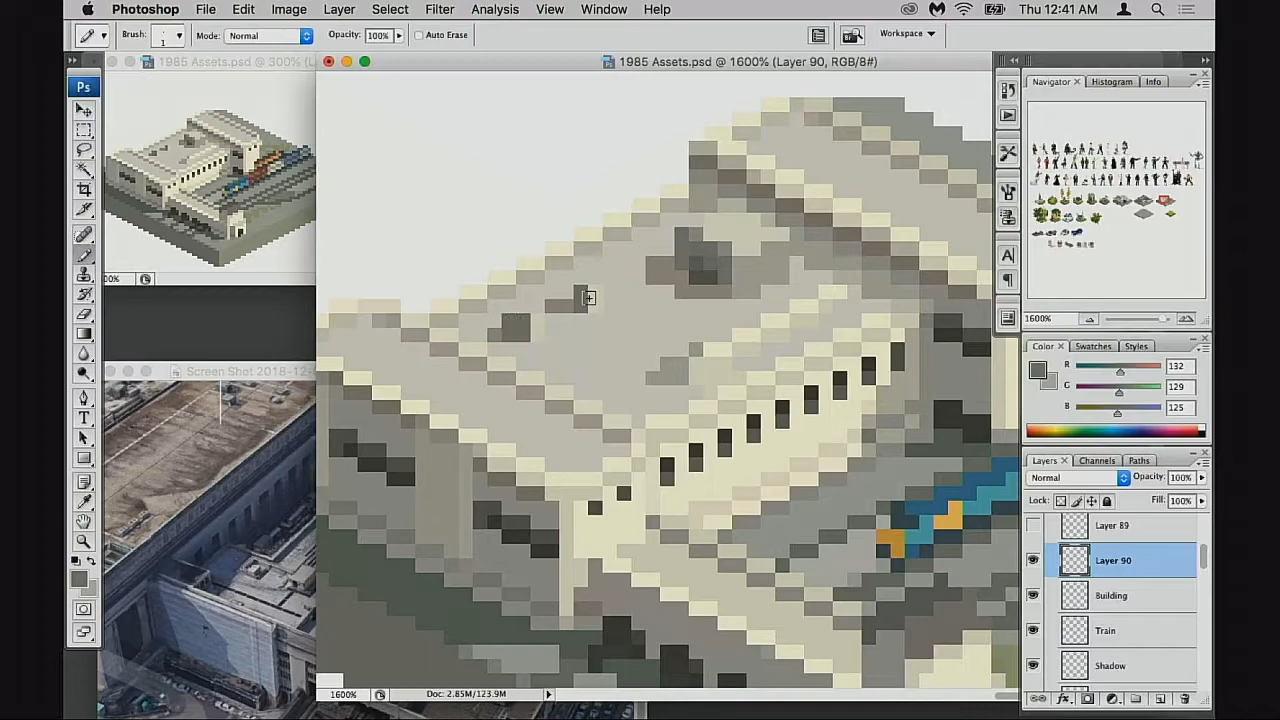 Photoshop File Edit Image Layer Select Filter Analysis View Window Help Thu 12:41 AM
Brush: 1 Mode: Normal Opacity: 100% Auto Erase Workspace
1985 Assets.psd @ 300% (L
1985 Assets.psd @ 1600% (Layer 90, RGB/8#)
Ps
Navigator Histogram Info
00%
1600%
Color Swatches Styles
R 132
G 129
B 125
Screen Shot 2018-12-
Layers Channels Paths
Normal Opacity: 100%
Lock: Fill: 100%
Layer 89
Layer 90
Building
Train
Shadow
1600% Doc: 2.85M/123.9M